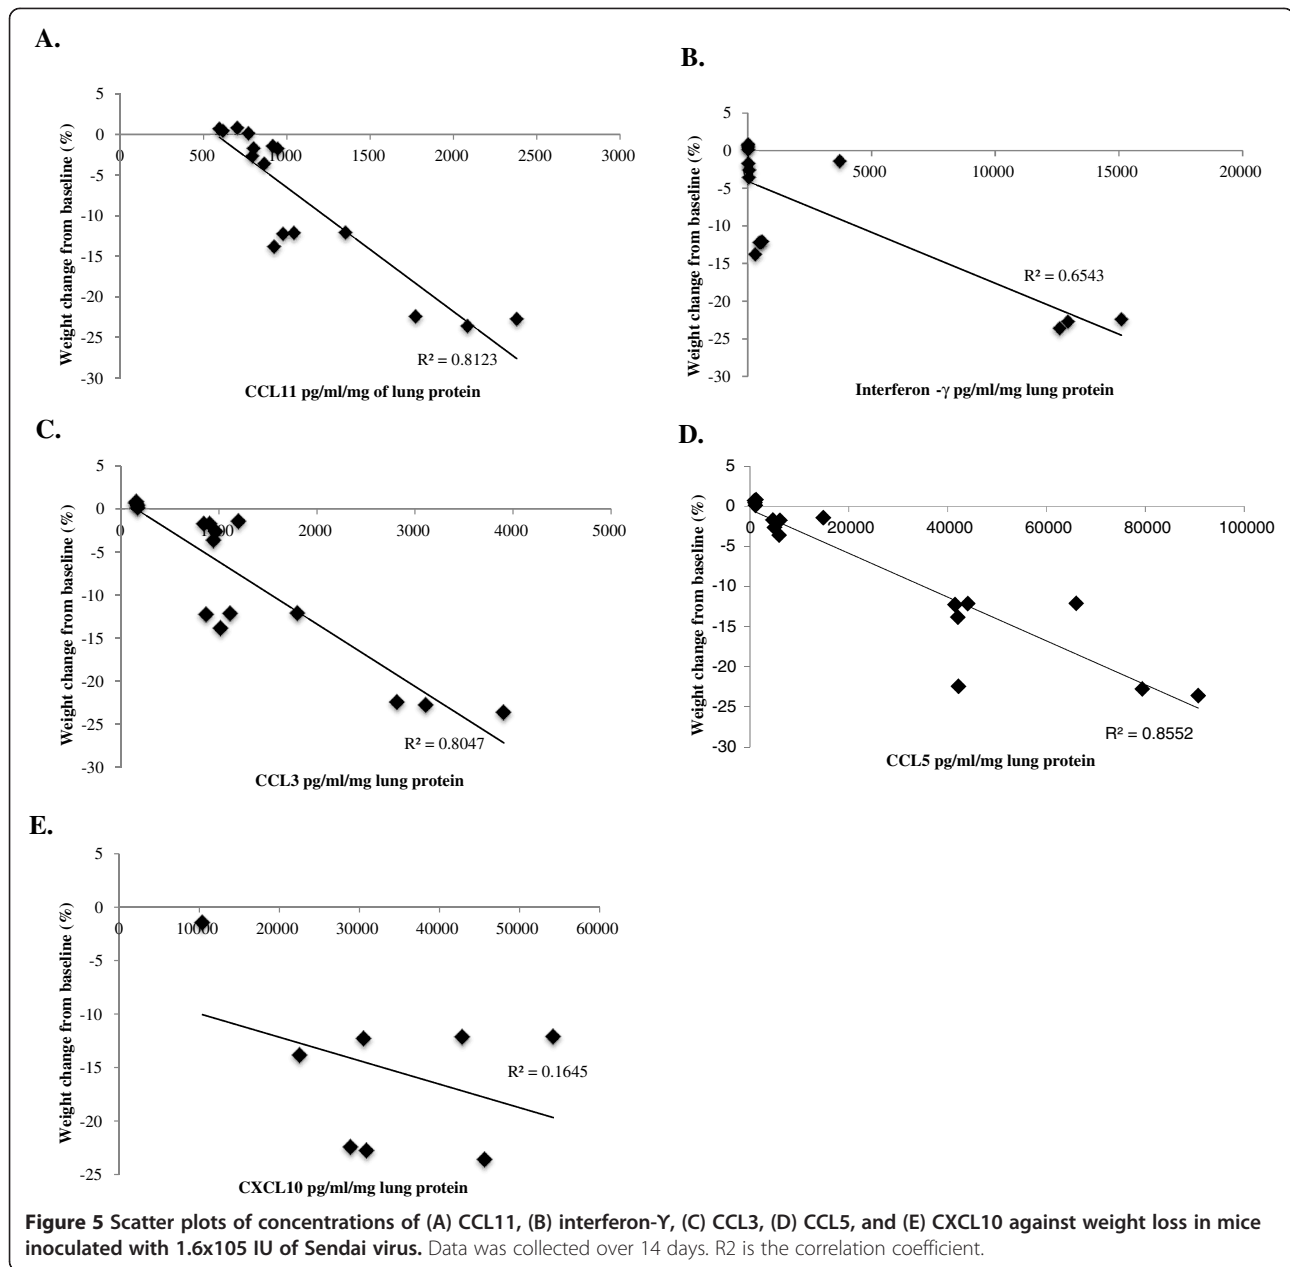 A.
5
0
-5
-10
-15
-20
-25
-30
0 500 1000 1500 2000 2500 3000
Weight change from baseline (%)
R² = 0.8123
CCL11 pg/ml/mg of lung protein
B.
5
0
-5
-10
-15
-20
-25
-30
5000 10000 15000 20000
0
Weight change from baseline (%)
R² = 0.6543
Interferon -γ pg/ml/mg lung protein
C.
5
0
-5
-10
-15
-20
-25
-30
0 1000 2000 3000 4000 5000
Weight change from baseline (%)
R² = 0.8047
CCL3 pg/ml/mg lung protein
D.
5
0
-5
-10
-15
-20
-25
-30
0 20000 40000 60000 80000 100000
Weight change from baseline (%)
R² = 0.8552
CCL5 pg/ml/mg lung protein
E.
5
0
-5
-10
-15
-20
-25
0 10000 20000 30000 40000 50000 60000
Weight change from baseline (%)
R² = 0.1645
CXCL10 pg/ml/mg lung protein
Figure 5 Scatter plots of concentrations of (A) CCL11, (B) interferon-ϒ, (C) CCL3, (D) CCL5, and (E) CXCL10 against weight loss in mice
inoculated with 1.6x105 IU of Sendai virus. Data was collected over 14 days. R2 is the correlation coefficient.